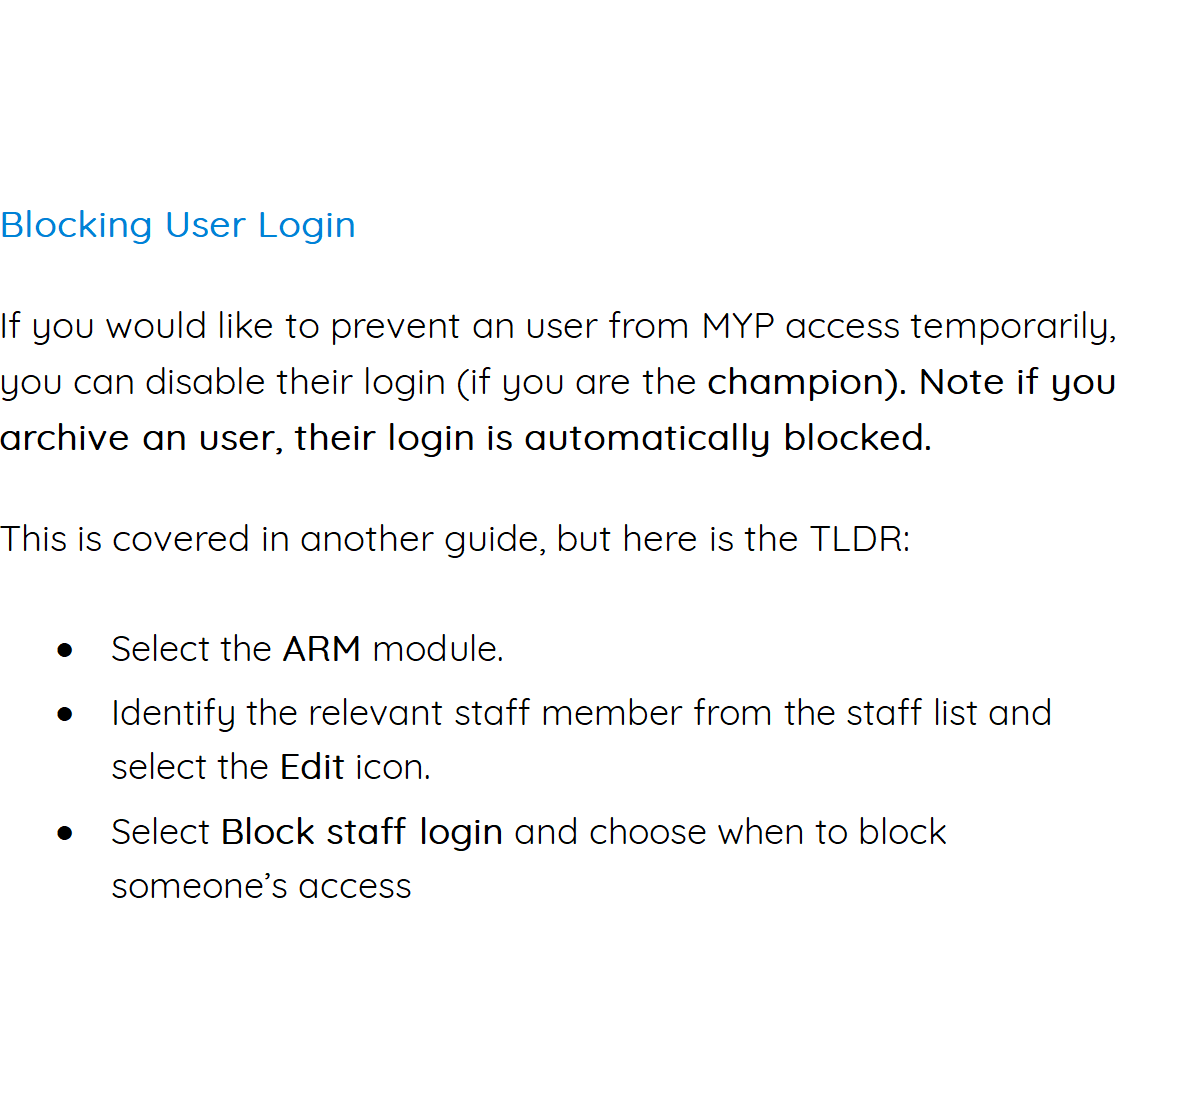 Blocking User Login
If you would like to prevent an user from MYP access temporarily,
you can disable their login (if you are the champion). Note if you
archive an user, their login is automatically blocked.
This is covered in another guide, but here is the TLDR:
● Select the ARM module.
● Identify the relevant staff member from the staff list and
select the Edit icon.
● Select Block staff login and choose when to block
someone’s access